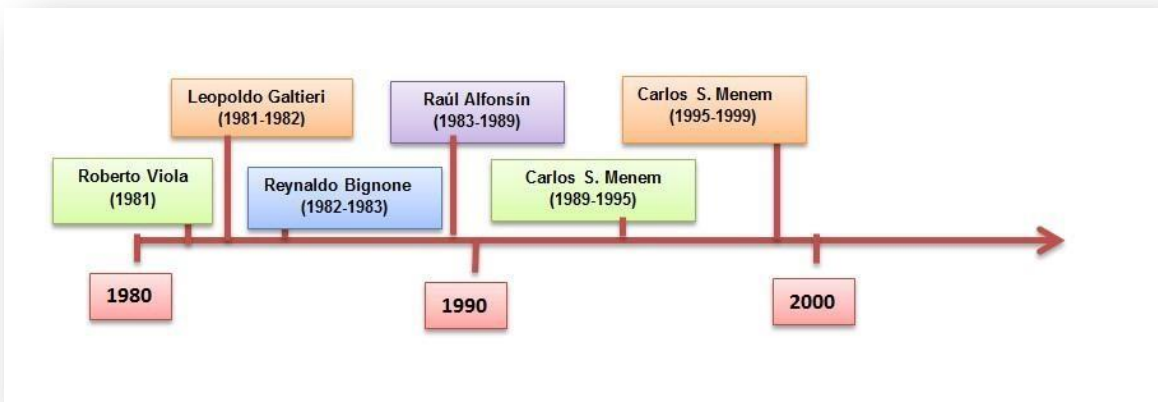 Leopoldo Galtieri
(1981-1982)
Raúl Alfonsín
(1983-1989)
Carlos S. Menem
(1995-1999)
Roberto Viola
(1981)
Reynaldo Bignone
(1982-1983)
Carlos S. Menem
(1989-1995)
1980
1990
2000